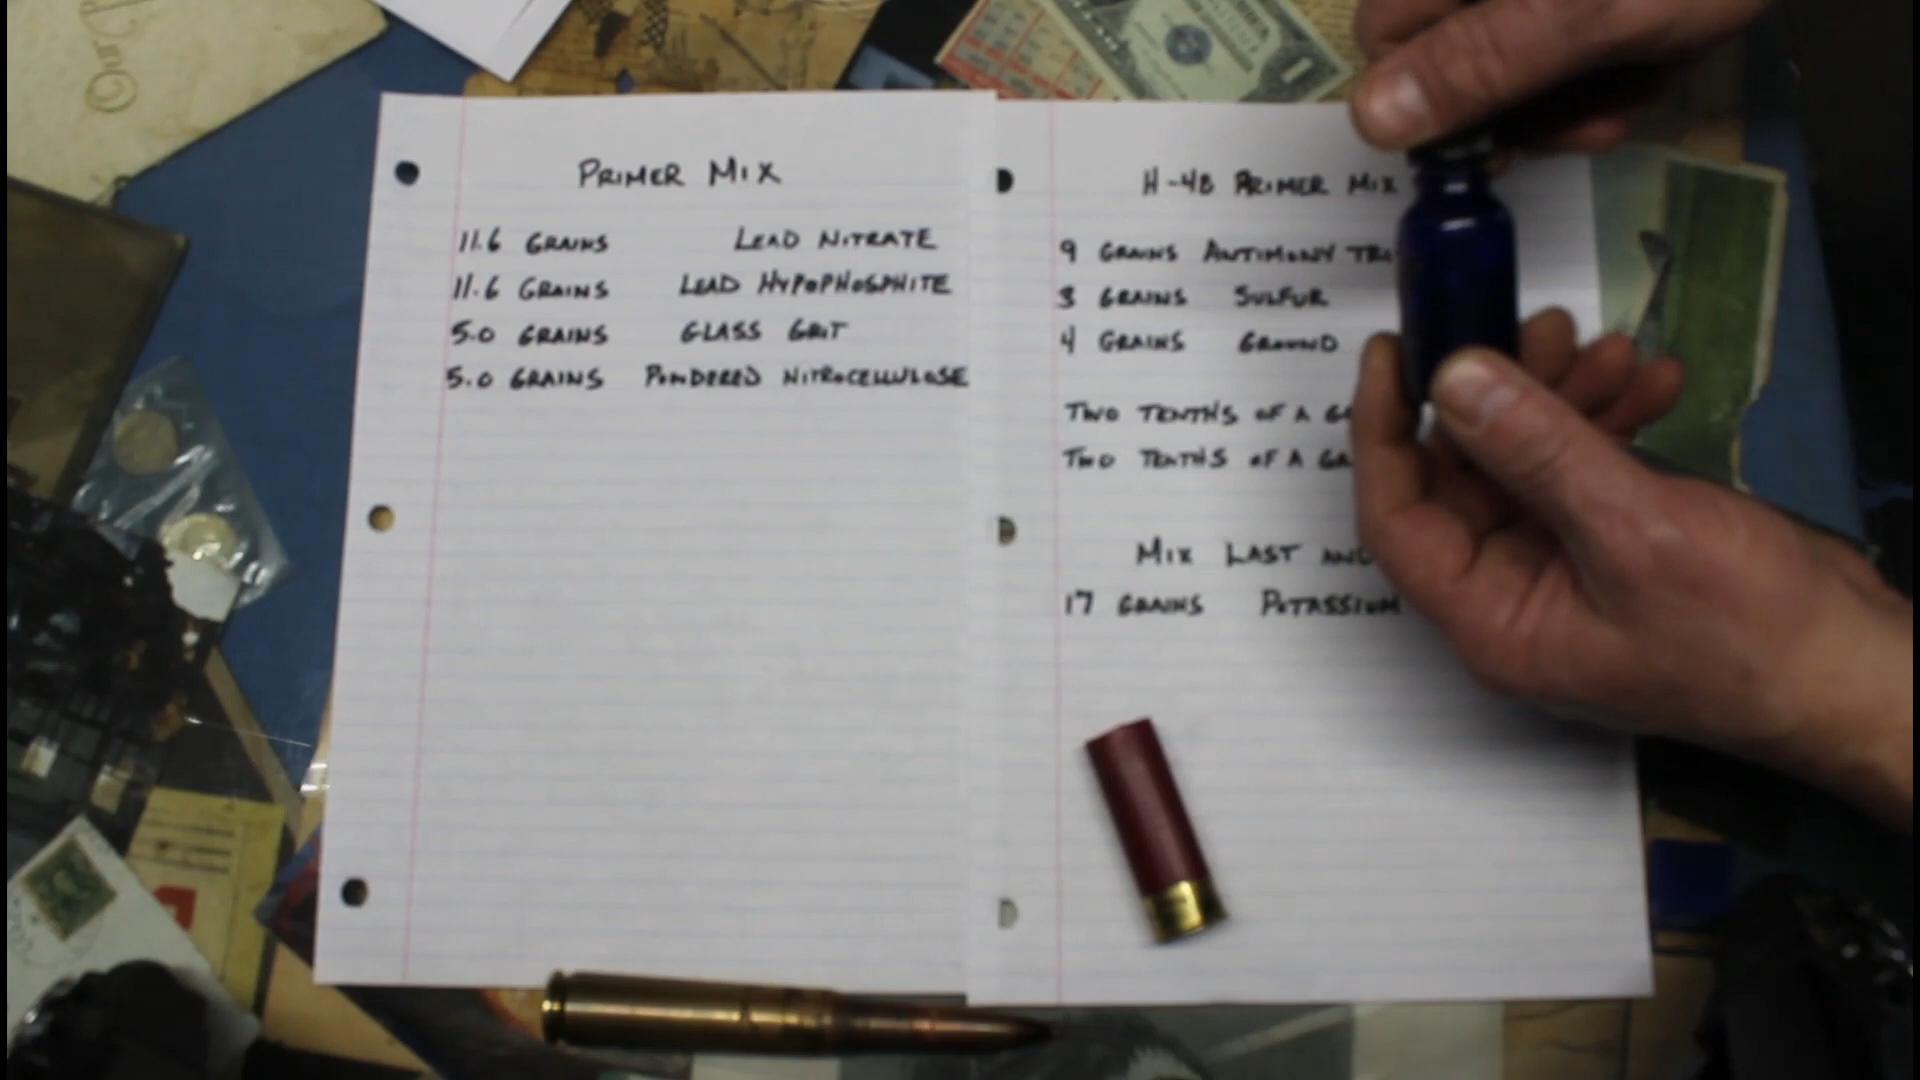 Our
PRIMER MIX
11.6 GRAINS LEAD NITRATE
11.6 GRAINS LEAD HYPOPHOSPHITE
5.0 GRAINS GLASS GRIT
5.0 GRAINS POWDERED NITROCELLULOSE
H-48 PRIMER MIX
9 GRAINS ANTIMONY
3 GRAINS SULFUR
4 GRAINS GROUND
TWO TENTHS OF A
TWO TENTHS OF A
MIX LAST
17 GRAINS POTASSIUM